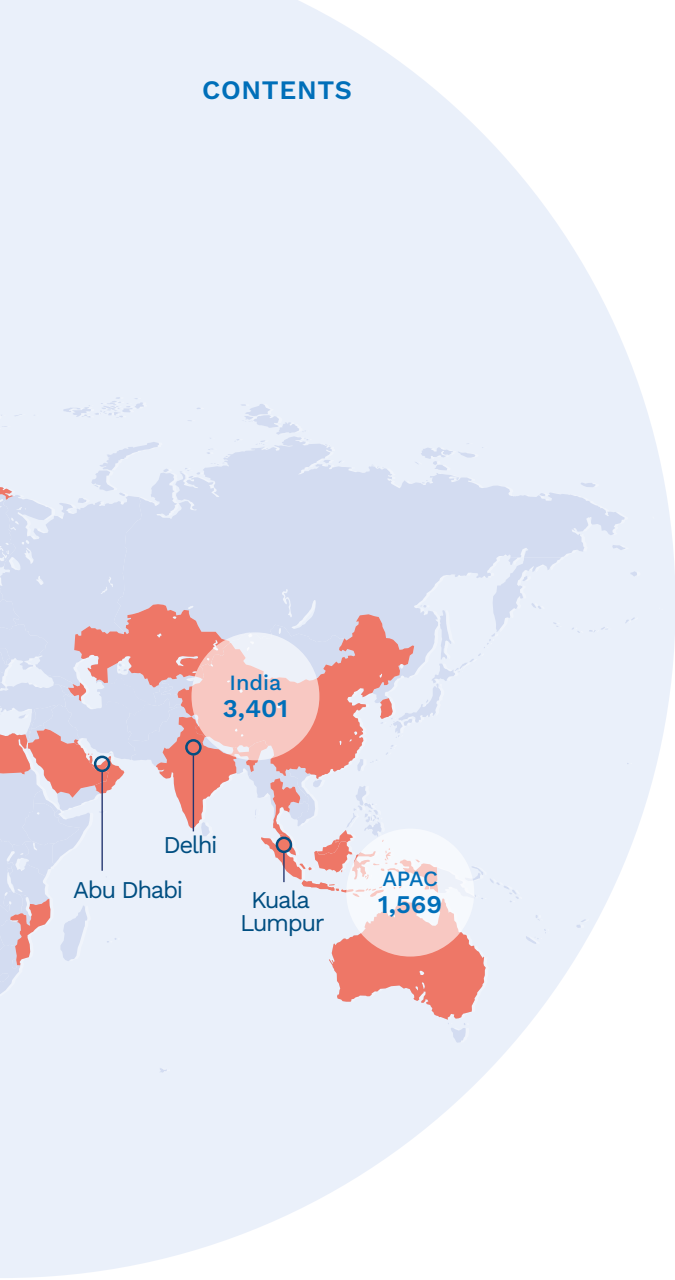 CONTENTS
India
3,401
Delhi
APAC
1,569
Abu Dhabi
Kuala
Lumpur